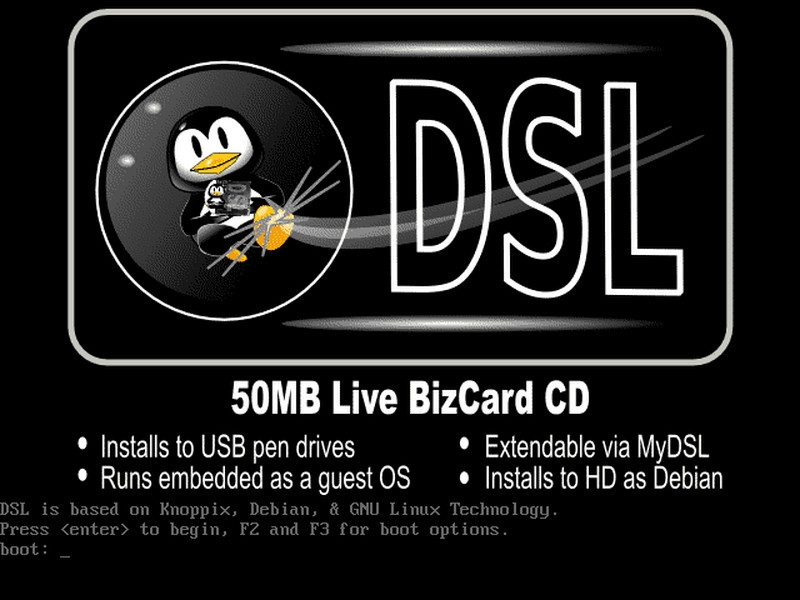 DSL
50MB Live BizCard CD
• Installs to USB pen drives
• Extendable via MyDSL
• Runs embedded as a guest OS
• Installs to HD as Debian
DSL is based on Knoppix, Debian, & GNU Linux Technology.
Press <enter> to begin, F2 and F3 for boot options.
boot: _